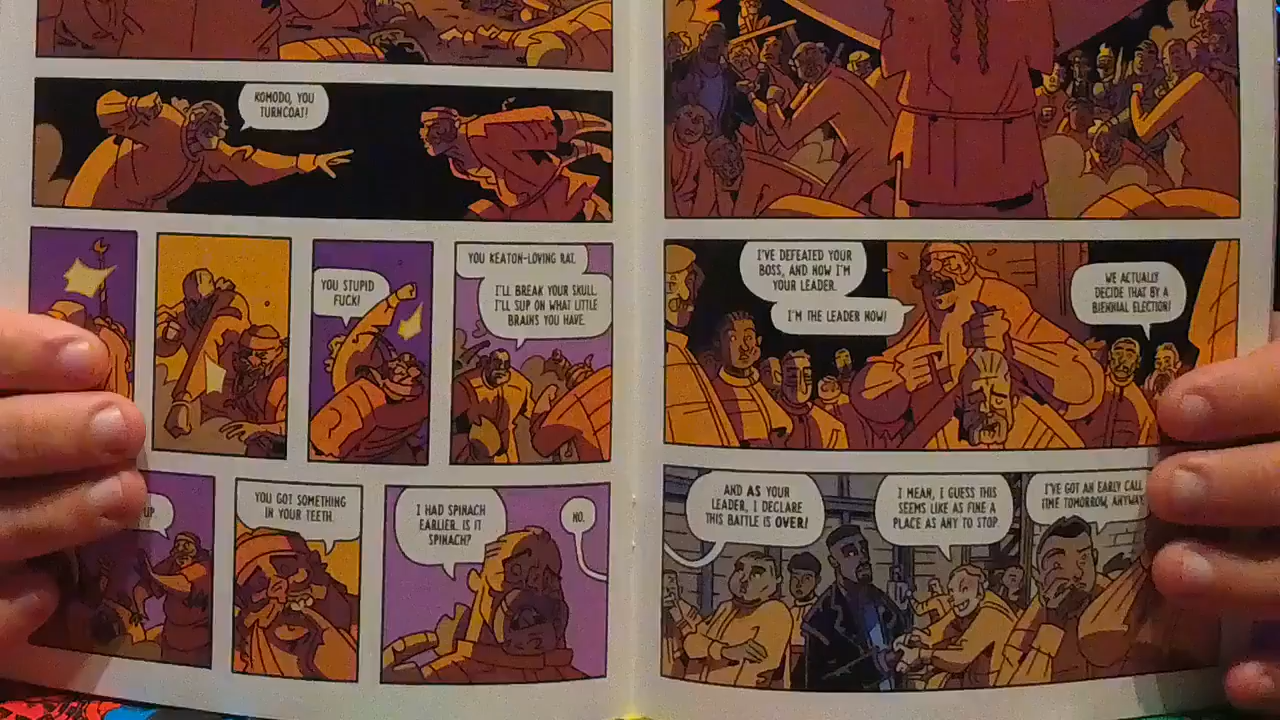 KOMODO, YOU
TURNCOAT!
YOU STUPID
FUCK!
YOU KEATON-LOVING RAT.
I'LL BREAK YOUR SKULL.
I'LL SUP ON WHAT LITTLE
BRAINS YOU HAVE.
UP.
YOU GOT SOMETHING
IN YOUR TEETH.
I HAD SPINACH
EARLIER. IS IT
SPINACH?
NO.
I'VE DEFEATED YOUR
BOSS, AND NOW I'M
YOUR LEADER.
I'M THE LEADER NOW!
WE ACTUALLY
DECIDE THAT BY A
BIENNIAL ELECTION!
AND AS YOUR
LEADER, I DECLARE
THIS BATTLE IS OVER!
I MEAN, I GUESS THIS
SEEMS LIKE AS FINE A
PLACE AS ANY TO STOP.
I'VE GOT AN EARLY CALL
TIME TOMORROW, ANYWAY.